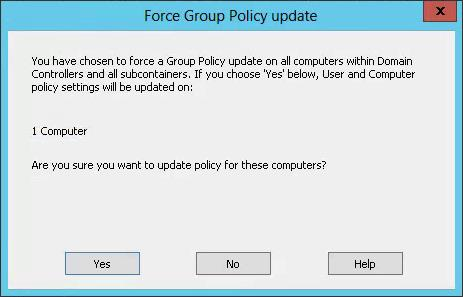 Force Group Policy update
x
You have chosen to force a Group Policy update on all computers within Domain
Controllers and all subcontainers. If you choose 'Yes' below, User and Computer
policy settings will be updated on:
1 Computer
Are you sure you want to update policy for these computers?
Yes
No
Help